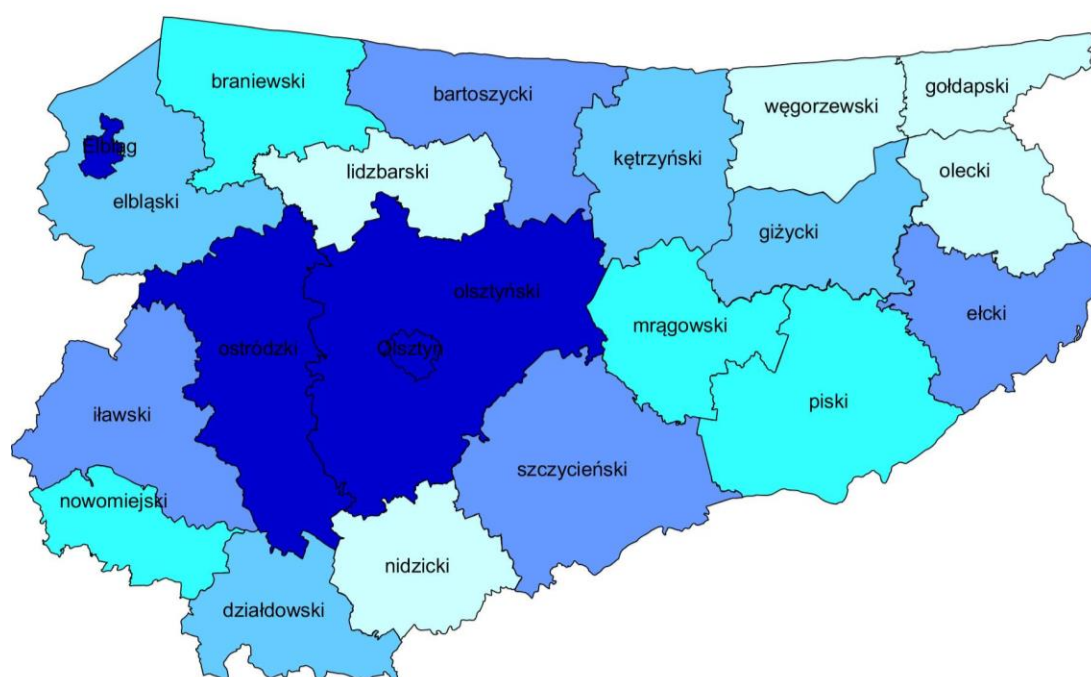 braniewski
bartoszycki
gołdapski
węgorzewski
Elbląg
kętrzyński
lidzbarski
olecki
elbląski
giżycki
olsztyński
ełcki
mrągowski
ostródzki
Olsztyn
piski
iławski
szczycieński
nowomiejski
nidzicki
działdowski